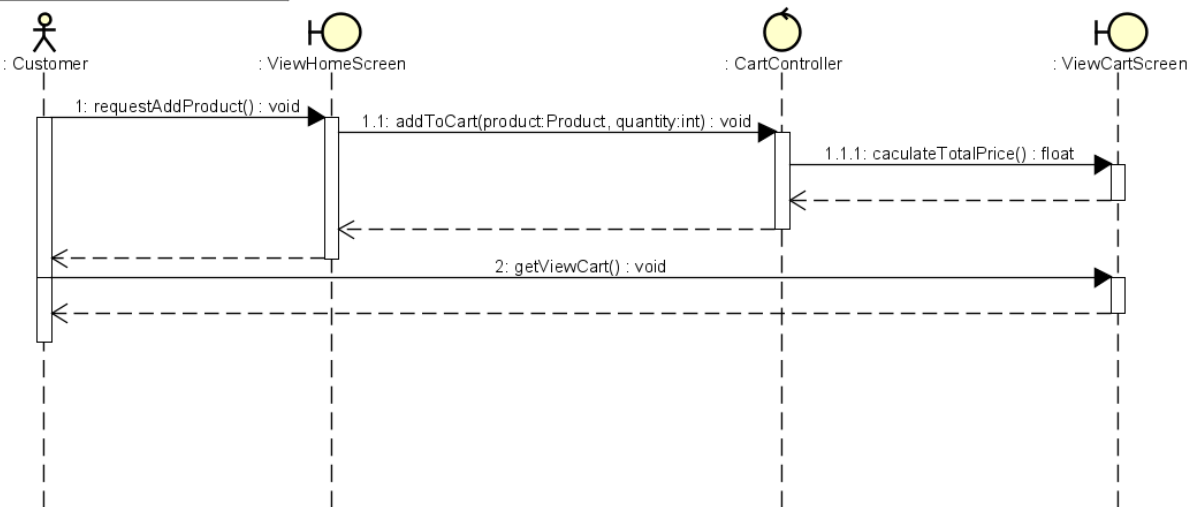 : Customer
: ViewHomeScreen
: CartController
: ViewCartScreen
1: requestAddProduct() : void
1.1: addToCart(product:Product, quantity:int) : void
1.1.1: caculateTotalPrice() : float
2: getViewCart() : void